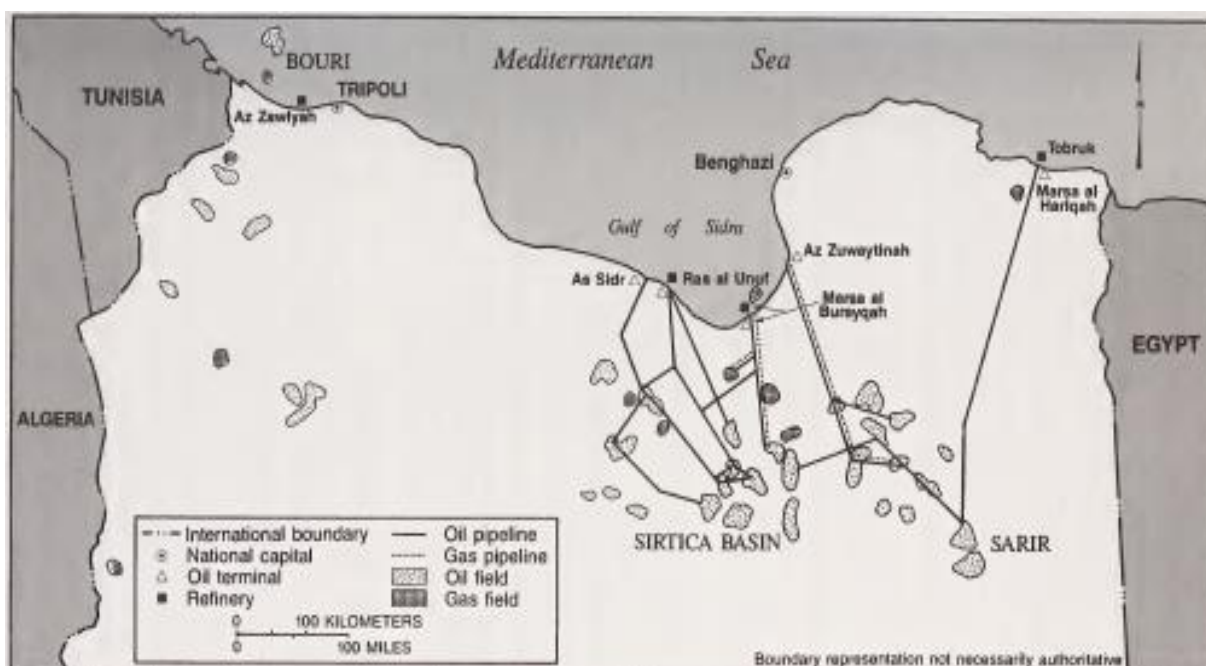 BOURI
Mediterranean Sea
TUNISIA
TRIPOLI
Az Zawiyah
Tobruk
Benghazi
Marsa al
Hariqah
Gulf of Sidra
Az Zuwaytinah
As Sidr
Ras al Unuf
Marsa al
Burayqah
EGYPT
ALGERIA
SIRTICA BASIN
SARIR
International boundary
National capital
Oil terminal
Refinery
Oil pipeline
Gas pipeline
Oil field
Gas field
0 100 KILOMETERS
0 100 MILES
Boundary representation not necessarily authoritative